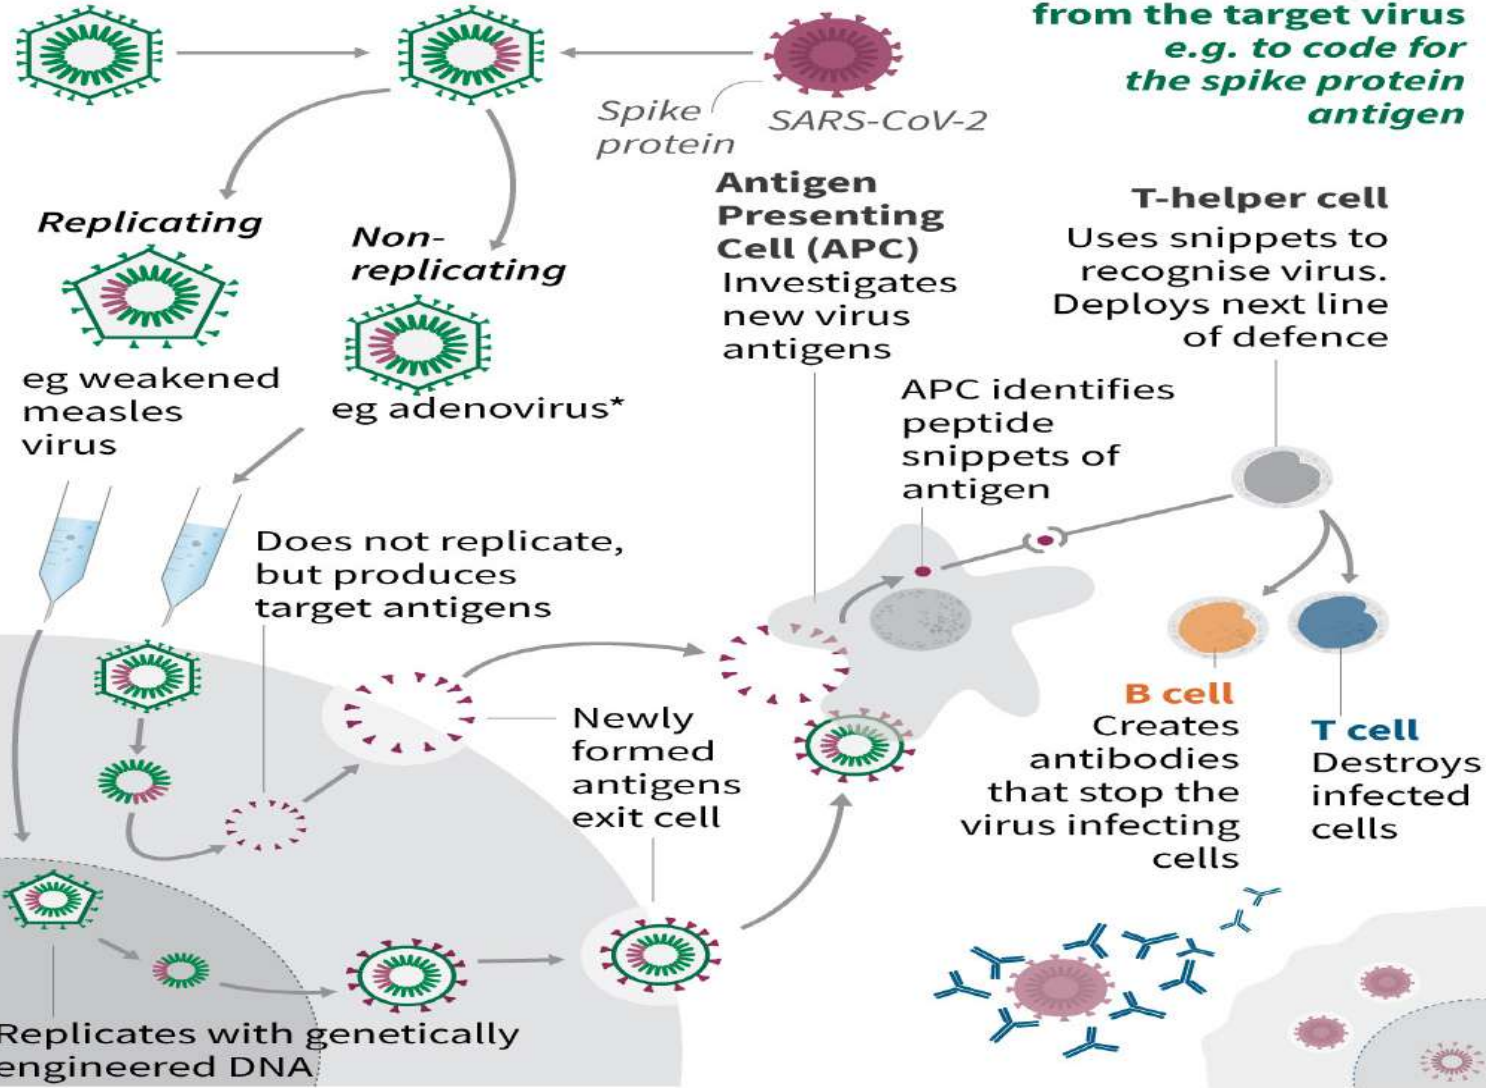 from the target virus
e.g. to code for
the spike protein
antigen
Spike
protein
SARS-CoV-2
Replicating
eg weakened
measles
virus
Non-
replicating
eg adenovirus*
Antigen
Presenting
Cell (APC)
Investigates
new virus
antigens
T-helper cell
Uses snippets to
recognise virus.
Deploys next line
of defence
APC identifies
peptide
snippets of
antigen
Does not replicate,
but produces
target antigens
Newly
formed
antigens
exit cell
B cell
Creates
antibodies
that stop the
virus infecting
cells
T cell
Destroys
infected
cells
Replicates with genetically
engineered DNA